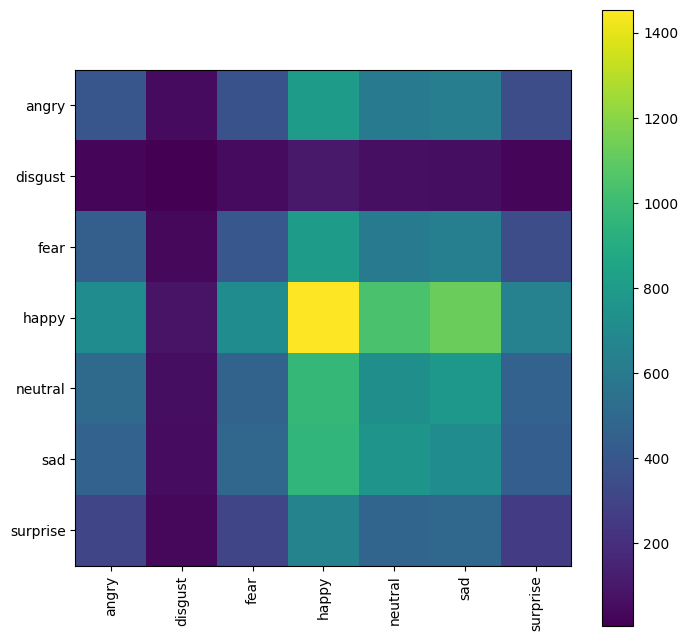 angry
disgust
fear
happy
neutral
sad
surprise
angry
disgust
fear
happy
neutral
sad
surprise
1400
1200
1000
800
600
400
200